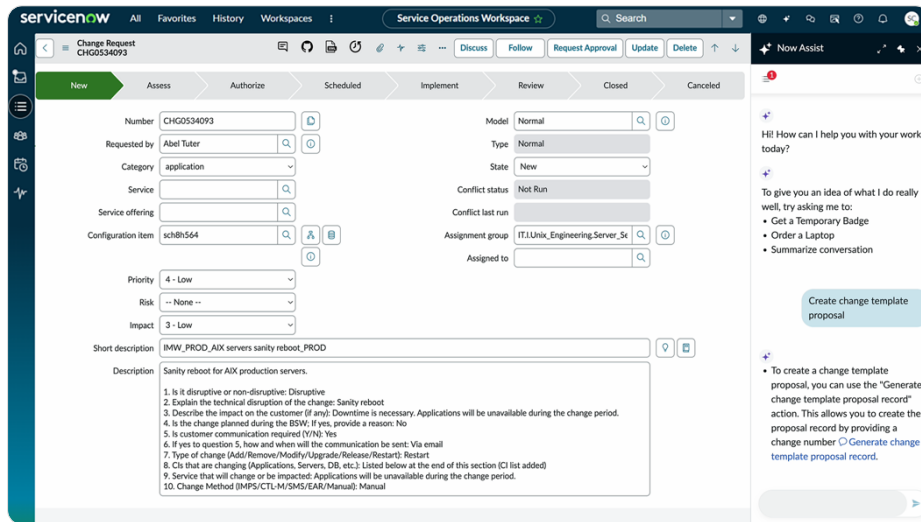 servicenow All Favorites History Workspaces Service Operations Workspace Search
Change Request
CHG0534093
Discuss Follow Request Approval Update Delete
New Assess Authorize Scheduled Implement Review Closed Canceled
Number CHG0534093
Requested by Abel Tuter
Category application
Service
Service offering
Configuration item sch8h564
Priority 4 - Low
Risk -- None --
Impact 3 - Low
Model Normal
Type Normal
State New
Conflict status Not Run
Conflict last run
Assignment group IT.I.Unix_Engineering.Server_Se
Assigned to
Short description IMW_PROD_AIX servers sanity reboot_PROD
Description Sanity reboot for AIX production servers.
1. Is it disruptive or non-disruptive: Disruptive
2. Explain the technical disruption of the change: Sanity reboot
3. Describe the impact on the customer (if any): Downtime is necessary. Applications will be unavailable during the change period.
4. Is the change planned during the BSW; If yes, provide a reason: No
5. Is customer communication required (Y/N): Yes
6. If yes to question 5, how and when will the communication be sent: Via email
7. Type of change (Add/Remove/Modify/Upgrade/Release/Restart): Restart
8. CIs that are changing (Applications, Servers, DB, etc.): Listed below at the end of this section (CI list added)
9. Service that will change or be impacted: Applications will be unavailable during the change period.
10. Change Method (IMPS/CTL-M/SMS/EAR/Manual): Manual
Now Assist
1
Hi! How can I help you with your work
today?
To give you an idea of what I do really
well, try asking me to:
• Get a Temporary Badge
• Order a Laptop
• Summarize conversation
Create change template
proposal
• To create a change template
proposal, you can use the "Generate
change template proposal record"
action. This allows you to create the
proposal record by providing a
change number Generate change
template proposal record.